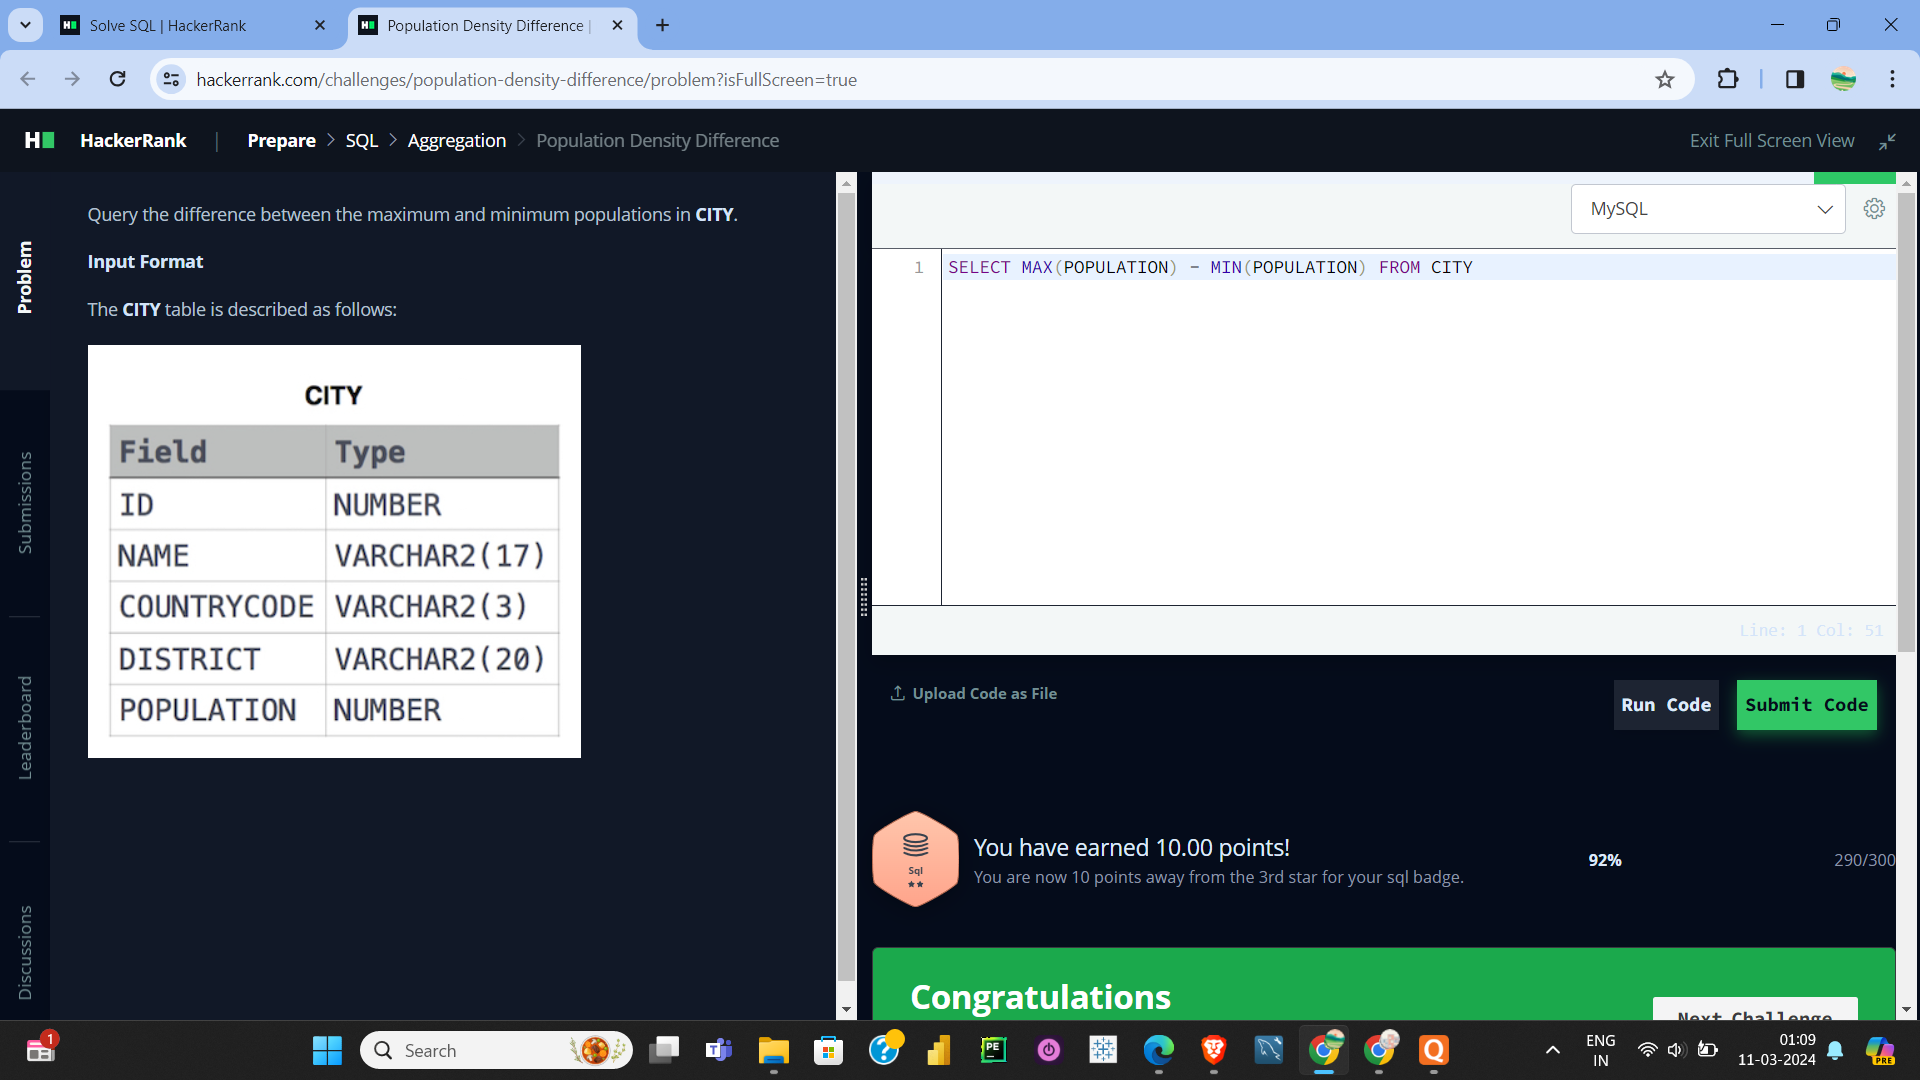 Solve SQL | HackerRank
Population Density Difference |
hackerrank.com/challenges/population-density-difference/problem?isFullScreen=true
HackerRank | Prepare > SQL > Aggregation > Population Density Difference
Exit Full Screen View
Problem
Submissions
Leaderboard
Discussions
Query the difference between the maximum and minimum populations in CITY.
Input Format
The CITY table is described as follows:
CITY
Field Type
ID NUMBER
NAME VARCHAR2(17)
COUNTRYCODE VARCHAR2(3)
DISTRICT VARCHAR2(20)
POPULATION NUMBER
MySQL
1 SELECT MAX(POPULATION) - MIN(POPULATION) FROM CITY
Line: 1 Col: 51
Upload Code as File
Run Code
Submit Code
Sql
You have earned 10.00 points!
You are now 10 points away from the 3rd star for your sql badge.
92%
290/300
Congratulations
Next Challenge
1
Search
PE
ENG
IN
01:09
11-03-2024
PRE